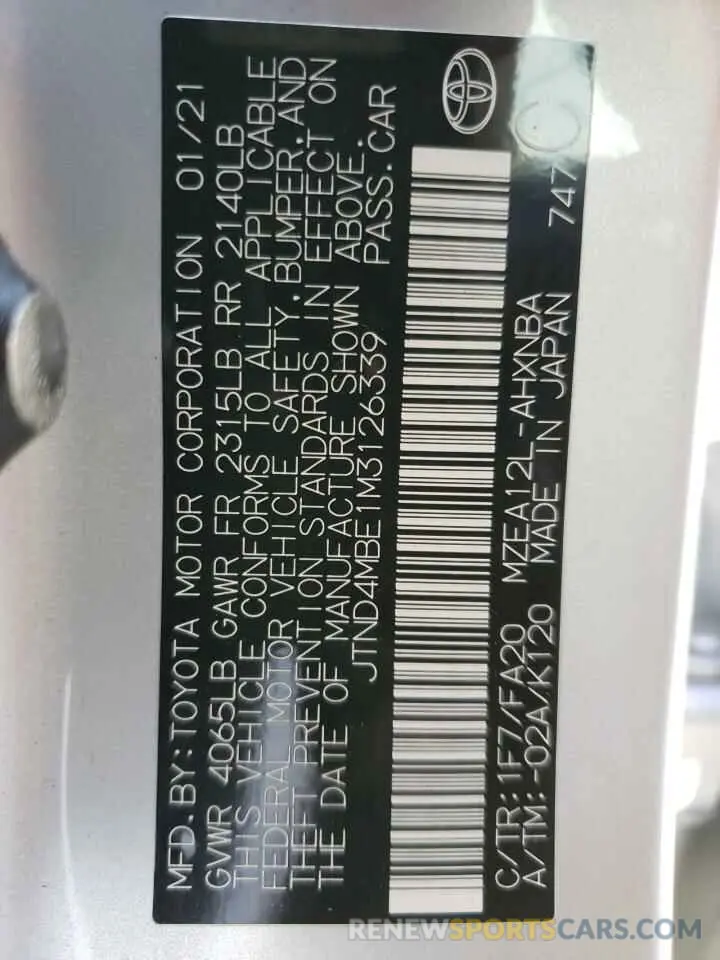 MFD.BY:TOYOTA MOTOR CORPORATION 01/21
GVWR 4065LB GAWR FR 2315LB RR 2140LB
THIS VEHICLE CONFORMS TO ALL APPLICABLE
FEDERAL MOTOR VEHICLE SAFETY,BUMPER,AND
THEFT PREVENTION STANDARDS IN EFFECT ON
THE DATE OF MANUFACTURE SHOWN ABOVE.
JTND4MBE1M3126339 PASS.CAR
C/TR:1F7/FA20 MZEA12L-AHXNBA 747
A/TM:-02A/K120 MADE IN JAPAN
RENEWSPORTSCARS.COM